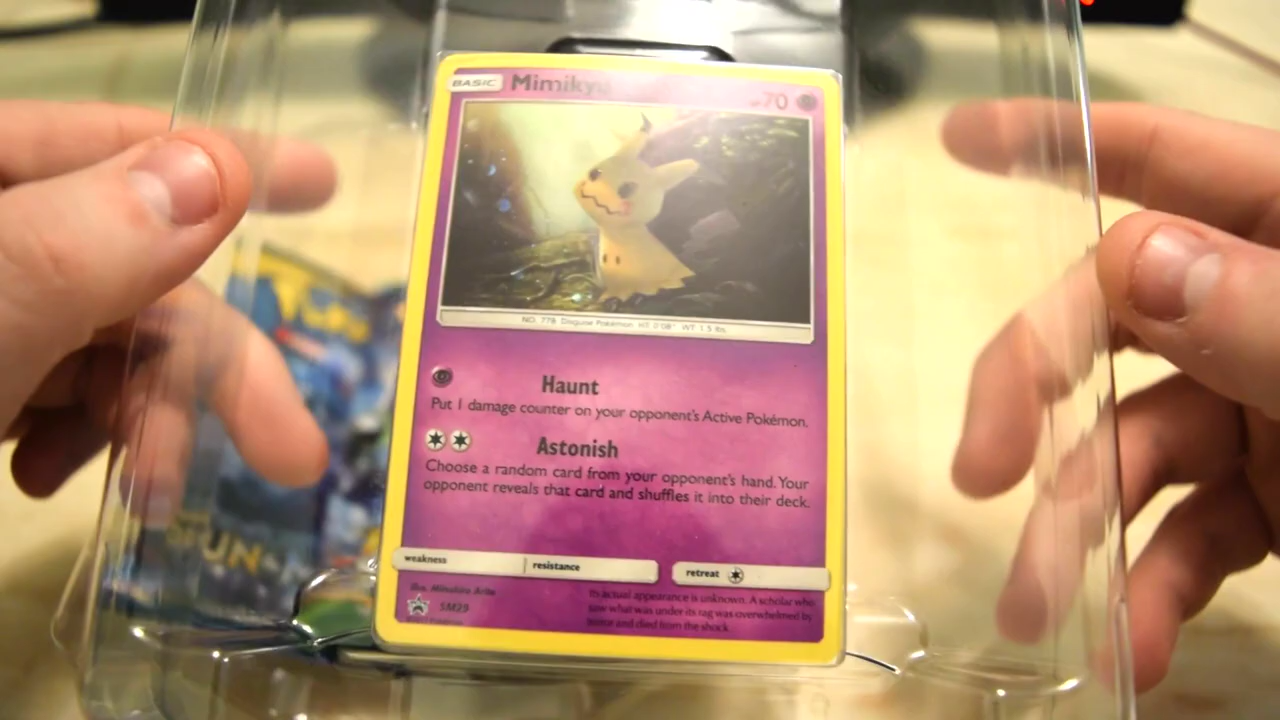 BASIC Mimikyu 70
NO. 778 Disguise Pokémon HT 0'08" WT 1.5 lbs.
Haunt
Put 1 damage counter on your opponent's Active Pokémon.
Astonish
Choose a random card from your opponent's hand. Your
opponent reveals that card and shuffles it into their deck.
weakness resistance retreat
Illus. Minahizu Arita
SM29
Its actual appearance is unknown. A scholar who
saw what was under its rag was overwhelmed by
terror and died from the shock.
FUN